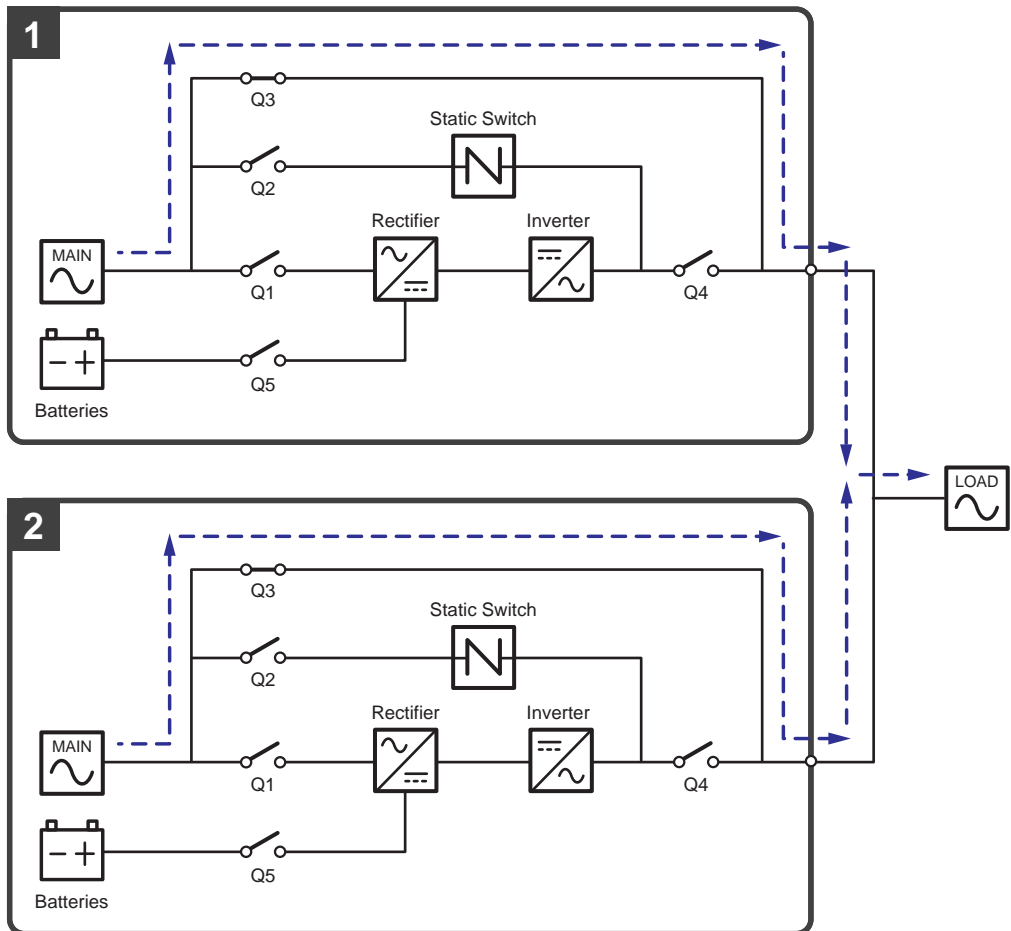 1
Q3
Static Switch
Q2
Rectifier
Inverter
MAIN
Q1
Q4
Q5
Batteries
LOAD
2
Q3
Static Switch
Q2
Rectifier
Inverter
MAIN
Q1
Q4
Q5
Batteries